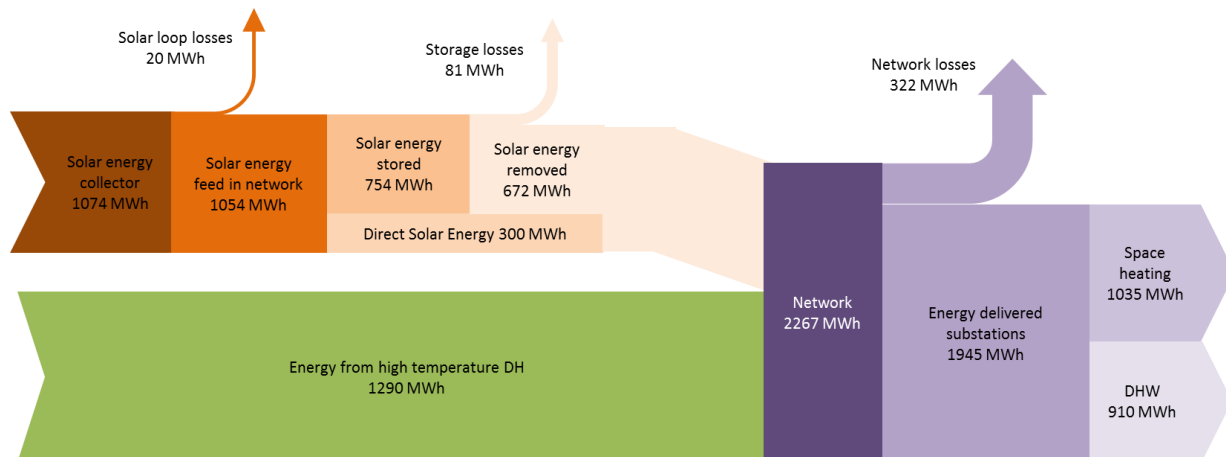 Solar loop losses
20 MWh
Storage losses
81 MWh
Network losses
322 MWh
Solar energy
collector
1074 MWh
Solar energy
feed in network
1054 MWh
Solar energy
stored
754 MWh
Solar energy
removed
672 MWh
Direct Solar Energy 300 MWh
Network
2267 MWh
Energy delivered
substations
1945 MWh
Space
heating
1035 MWh
Energy from high temperature DH
1290 MWh
DHW
910 MWh